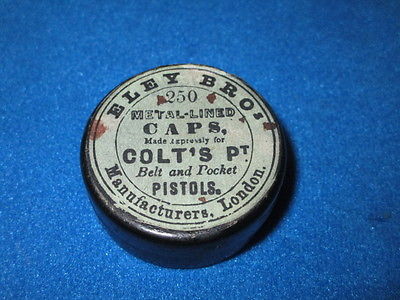 ELEY BROS
250
METAL-LINED
CAPS,
Made Expressly for
COLT'S PT
Belt and Pocket
PISTOLS.
Manufacturers, London.